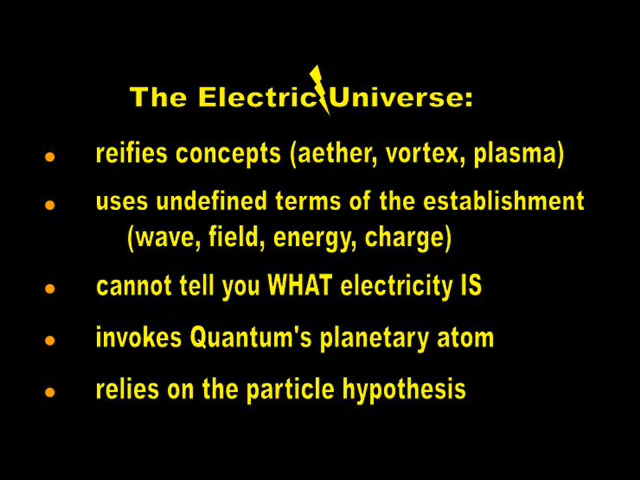 The Electric Universe:
• reifies concepts (aether, vortex, plasma)
• uses undefined terms of the establishment
(wave, field, energy, charge)
• cannot tell you WHAT electricity IS
• invokes Quantum's planetary atom
• relies on the particle hypothesis